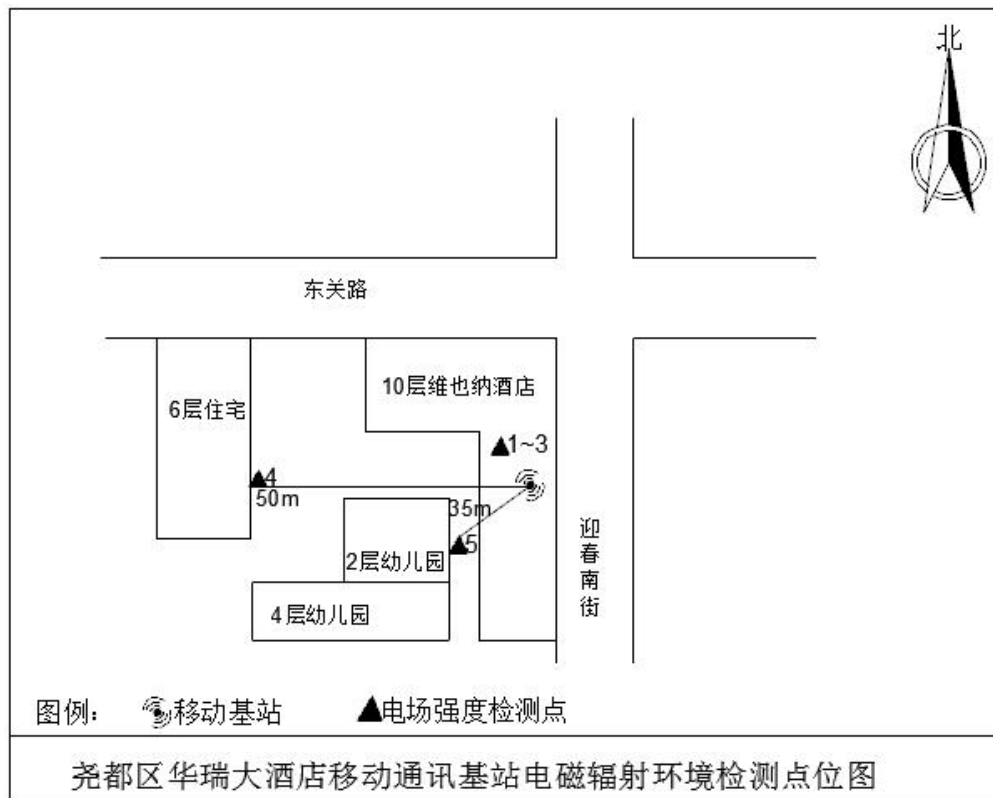 北
东关路
10层维也纳酒店
6层住宅
1~3
4
50m
35m
5
2层幼儿园
4层幼儿园
迎春南街
图例：
移动基站
电场强度检测点
尧都区华瑞大酒店移动通讯基站电磁辐射环境检测点位图